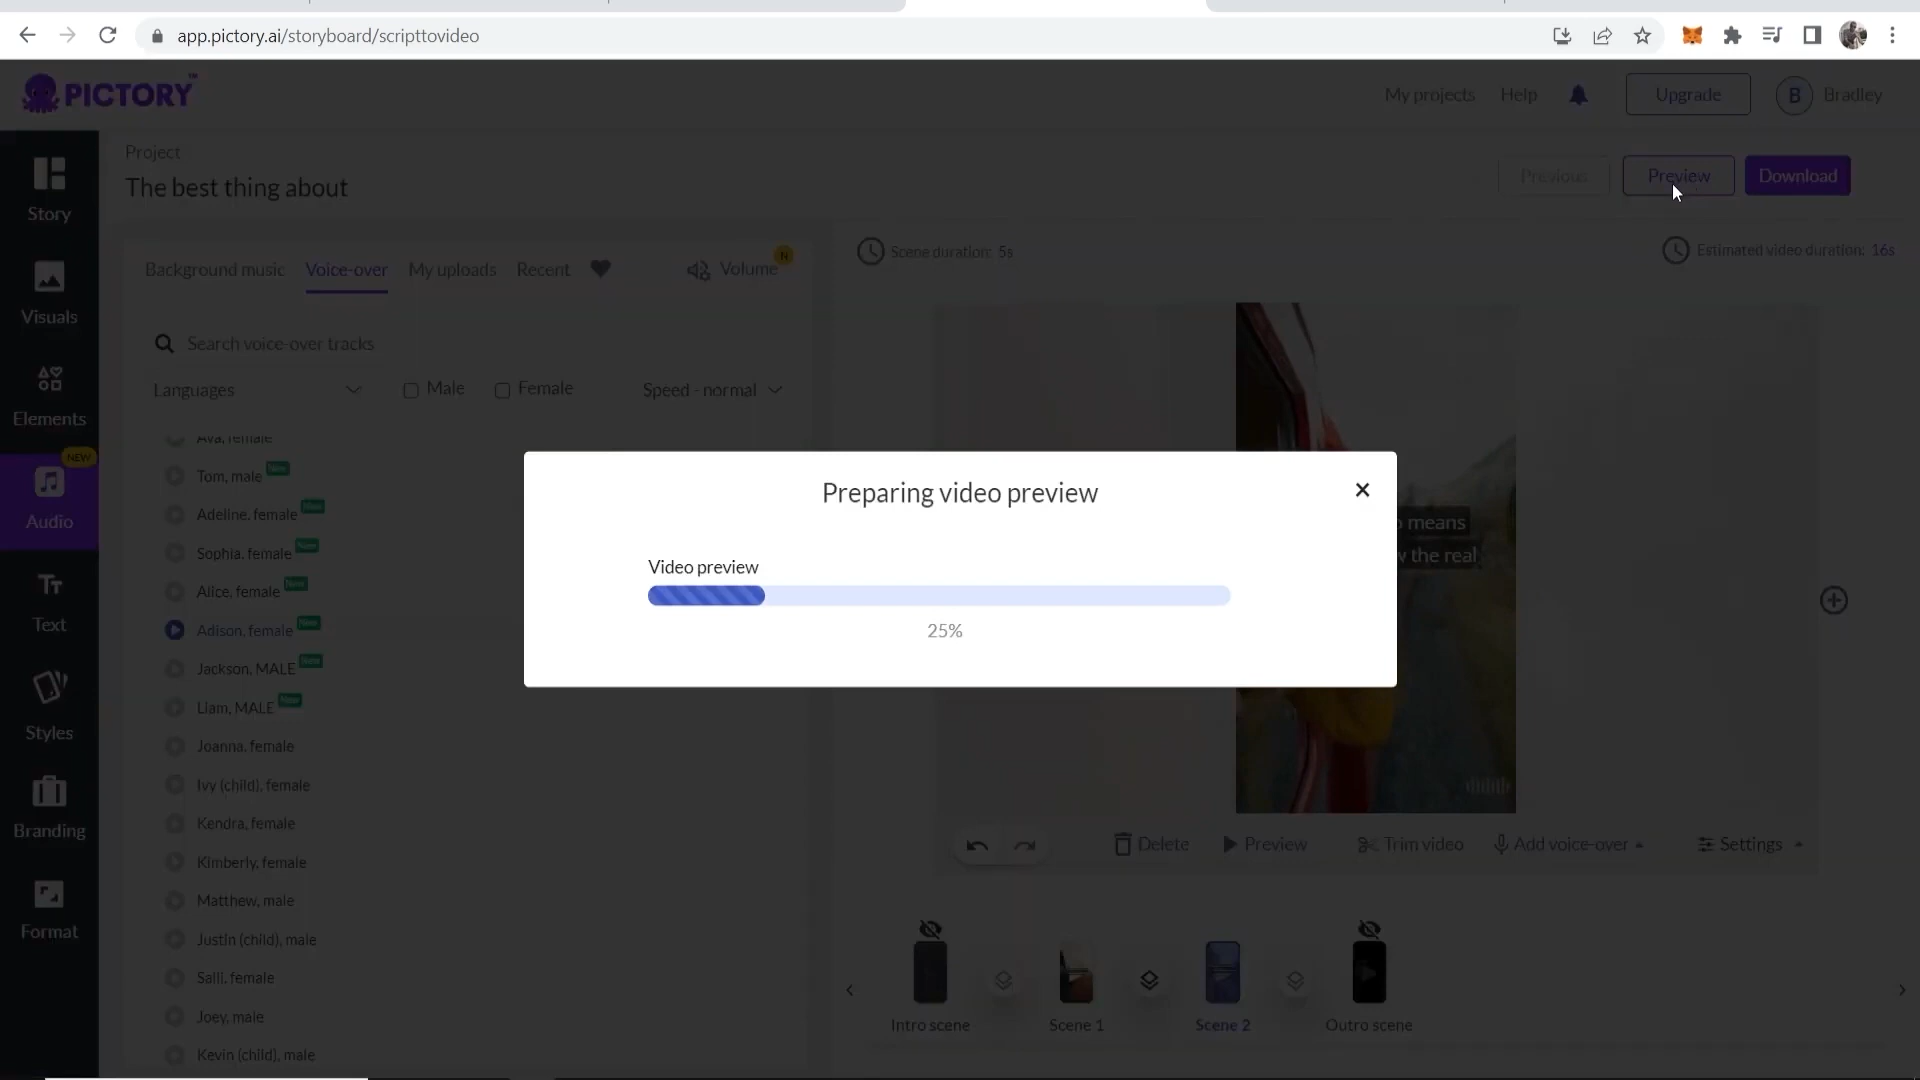 app.pictory.ai/storyboard/scripttovideo
PICTORY
My projects
Help
Upgrade
B
Bradley
Project
The best thing about
Previous
Preview
Download
Story
Visuals
Elements
NEW
Audio
Text
Styles
Branding
Format
Background music
Voice-over
My uploads
Recent
Volume
N
Search voice-over tracks
Languages
Male
Female
Speed - normal
Ava, female
Tom, male New
Adeline, female New
Sophia, female New
Alice, female New
Adison, female New
Jackson, MALE New
Liam, MALE New
Joanna, female
Ivy (child), female
Kendra, female
Kimberly, female
Matthew, male
Justin (child), male
Salli, female
Joey, male
Kevin (child), male
Scene duration: 5s
Estimated video duration: 16s
means
the real
Preparing video preview
Video preview
25%
Delete
Preview
Trim video
Add voice-over
Settings
Intro scene
Scene 1
Scene 2
Outro scene